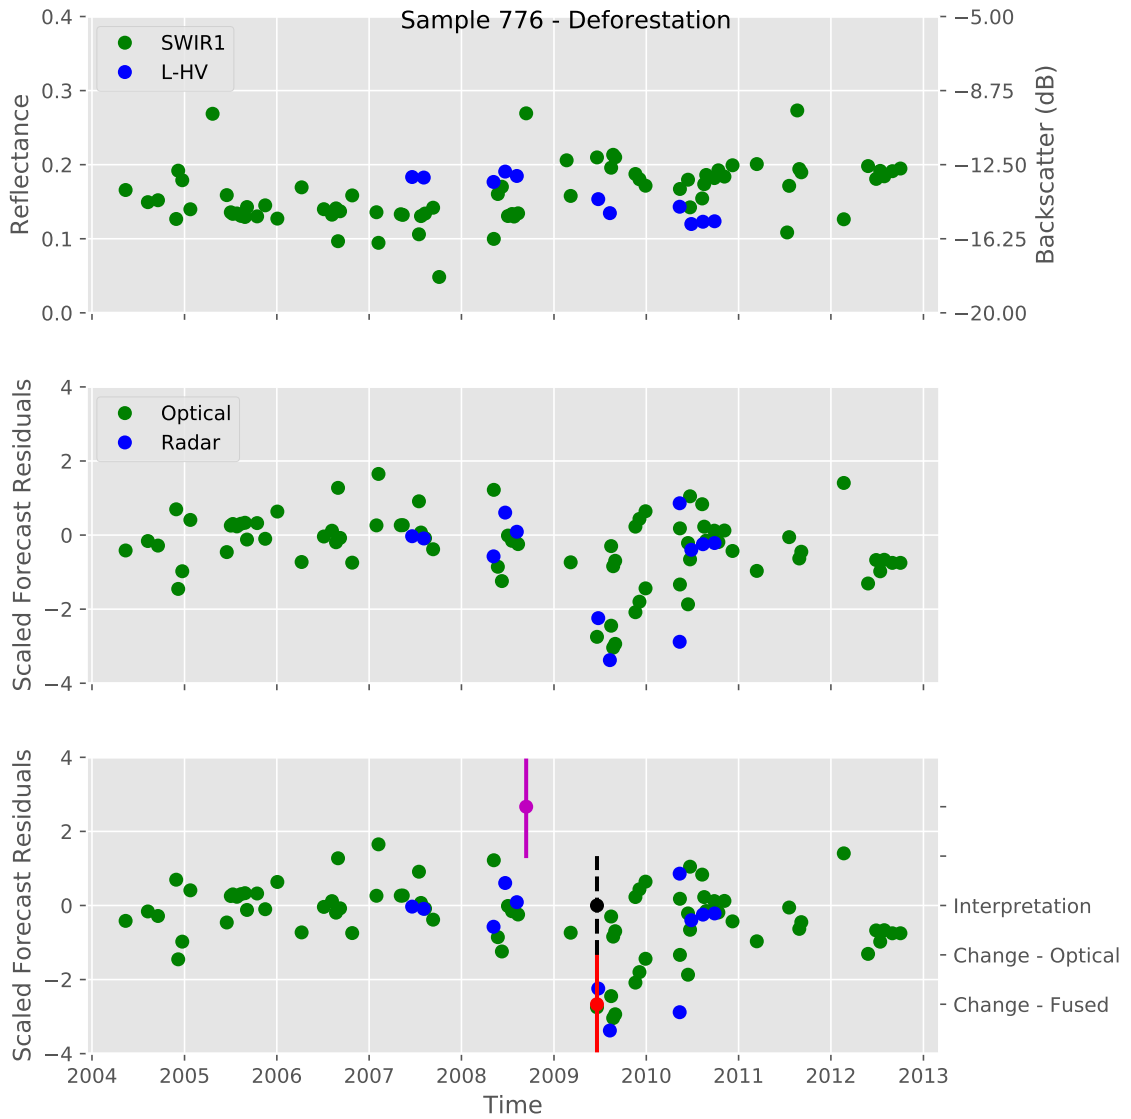 Sample 776 - Deforestation
SWIR1
L-HV
0.4
0.3
0.2
0.1
0.0
Reflectance
−5.00
−8.75
−12.50
−16.25
−20.00
Backscatter (dB)
2004 2005 2006 2007 2008 2009 2010 2011 2012 2013
Time
Optical
Radar
4
2
0
−2
−4
Scaled Forecast Residuals
4
2
0
−2
−4
Scaled Forecast Residuals
Interpretation
Change - Optical
Change - Fused